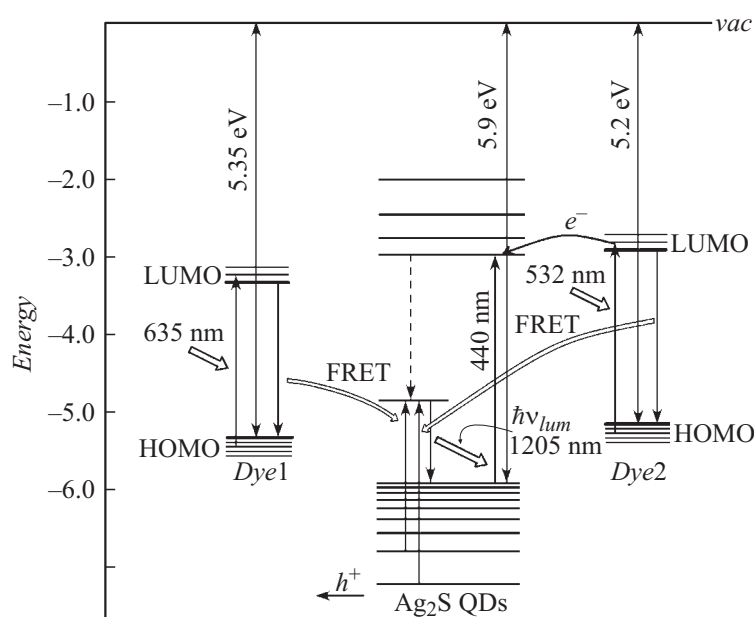 vac
–1.0
–2.0
–3.0
–4.0
–5.0
–6.0
Energy
5.35 eV
5.9 eV
5.2 eV
LUMO
635 nm
HOMO
Dye1
FRET
440 nm
e⁻
532 nm
FRET
LUMO
ℏν_lum
1205 nm
HOMO
Dye2
h⁺
Ag₂S QDs